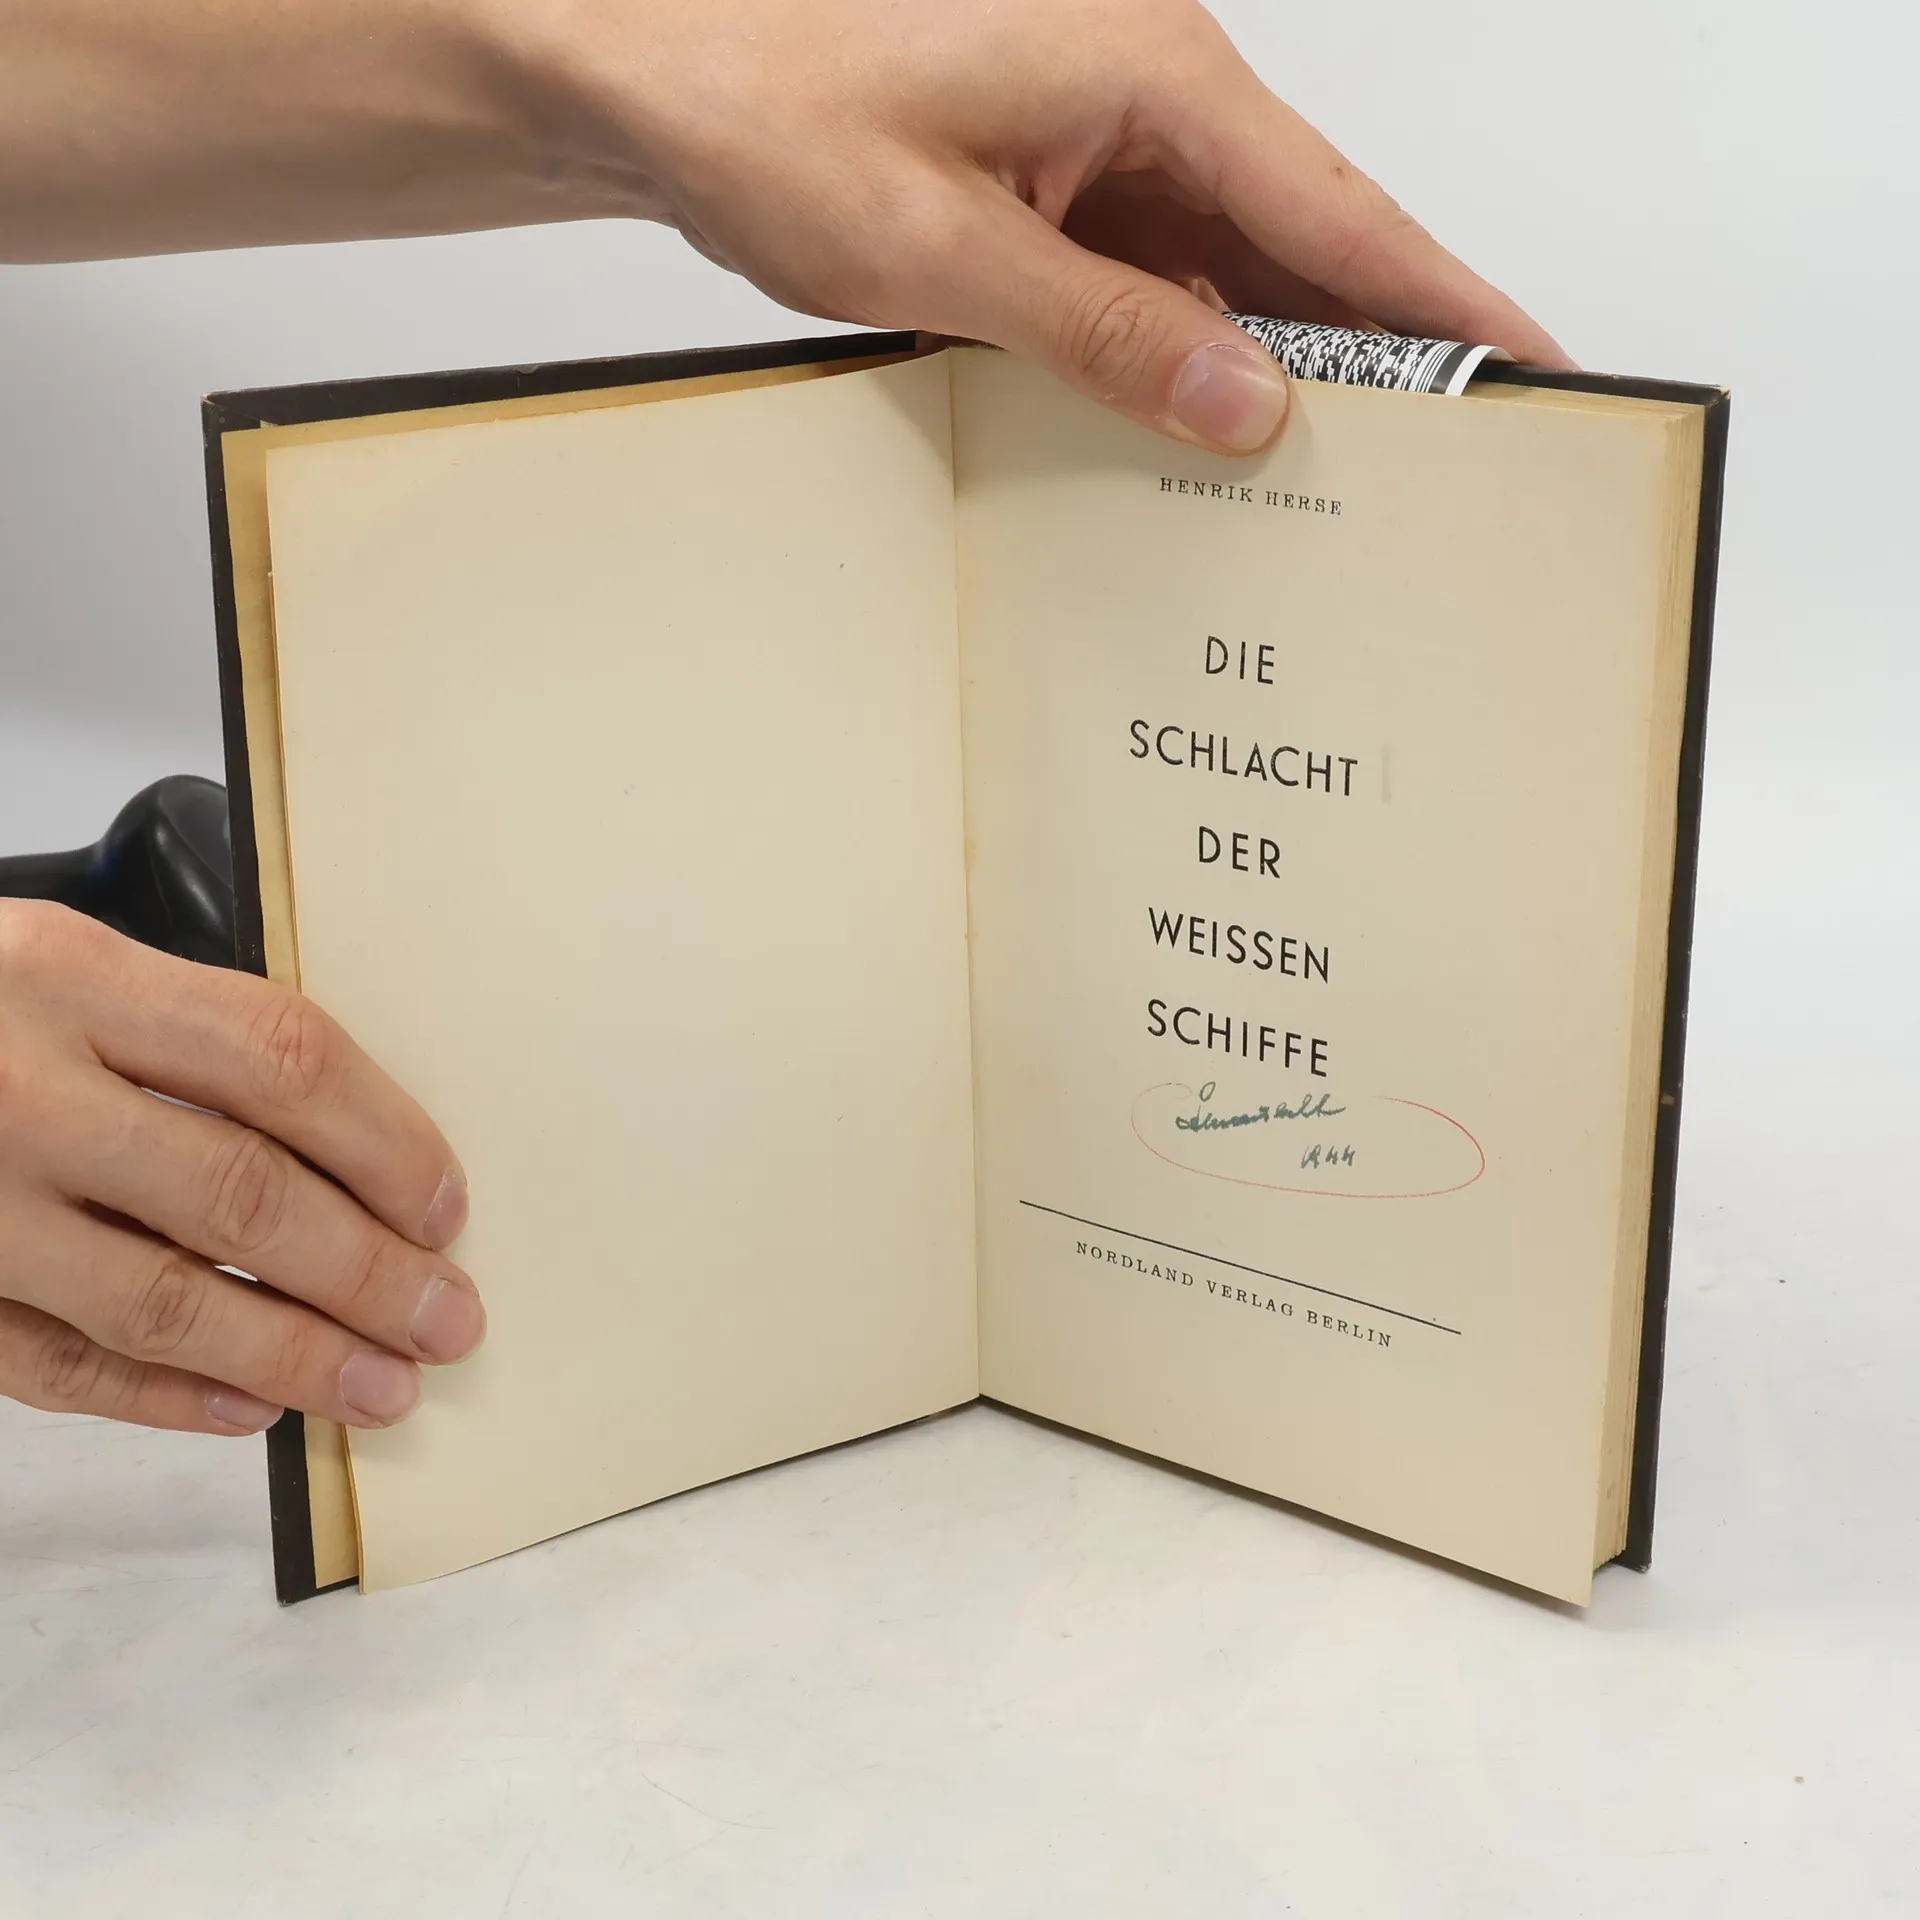 HENRIK HERSE
DIE
SCHLACHT
DER
WEISSEN
SCHIFFE
NORDLAND VERLAG BERLIN